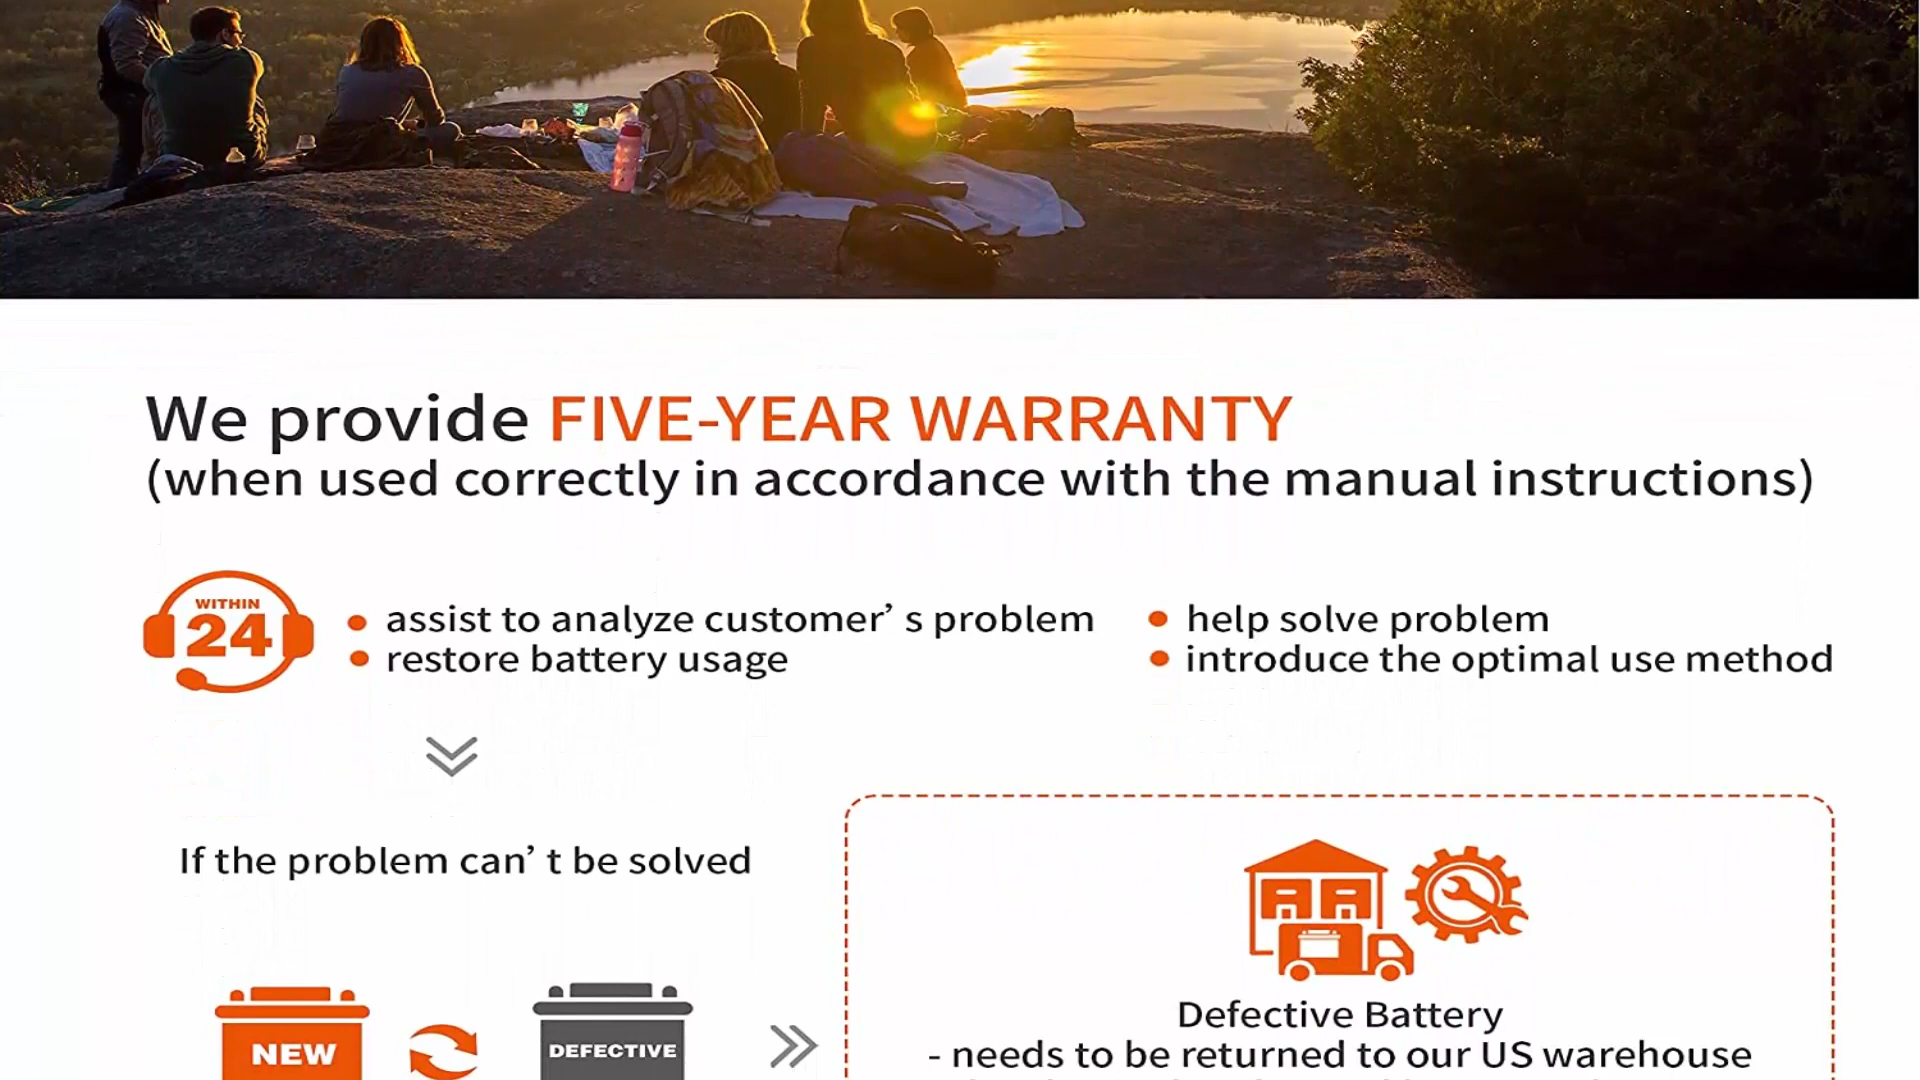 We provide FIVE-YEAR WARRANTY
(when used correctly in accordance with the manual instructions)
WITHIN
24
assist to analyze customer’ s problem
restore battery usage
help solve problem
introduce the optimal use method
If the problem can’ t be solved
NEW
DEFECTIVE
Defective Battery
- needs to be returned to our US warehouse